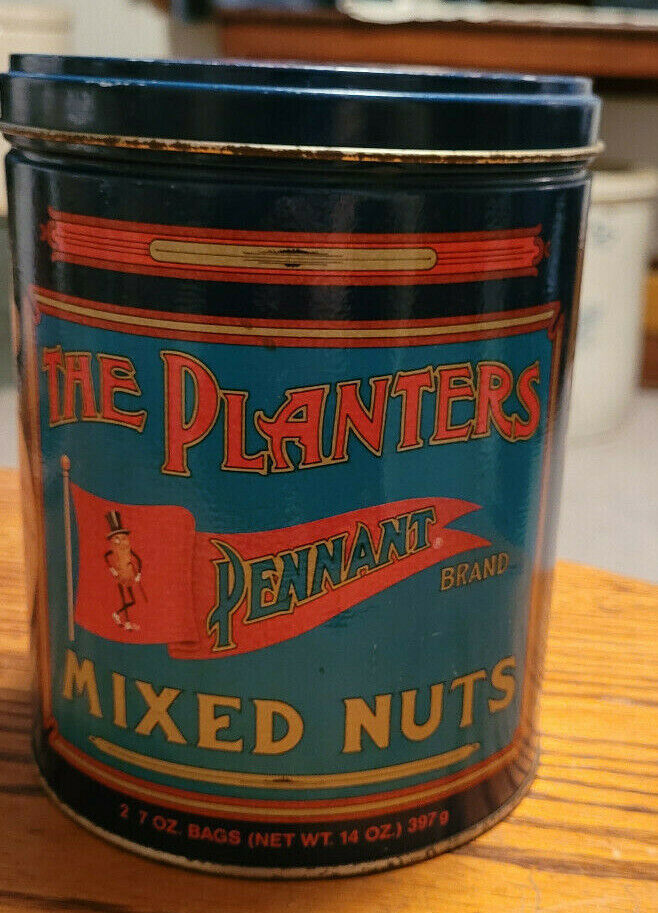 THE PLANTERS
PENNANT®
BRAND
MIXED NUTS
2 7 OZ. BAGS (NET WT. 14 OZ.) 397g